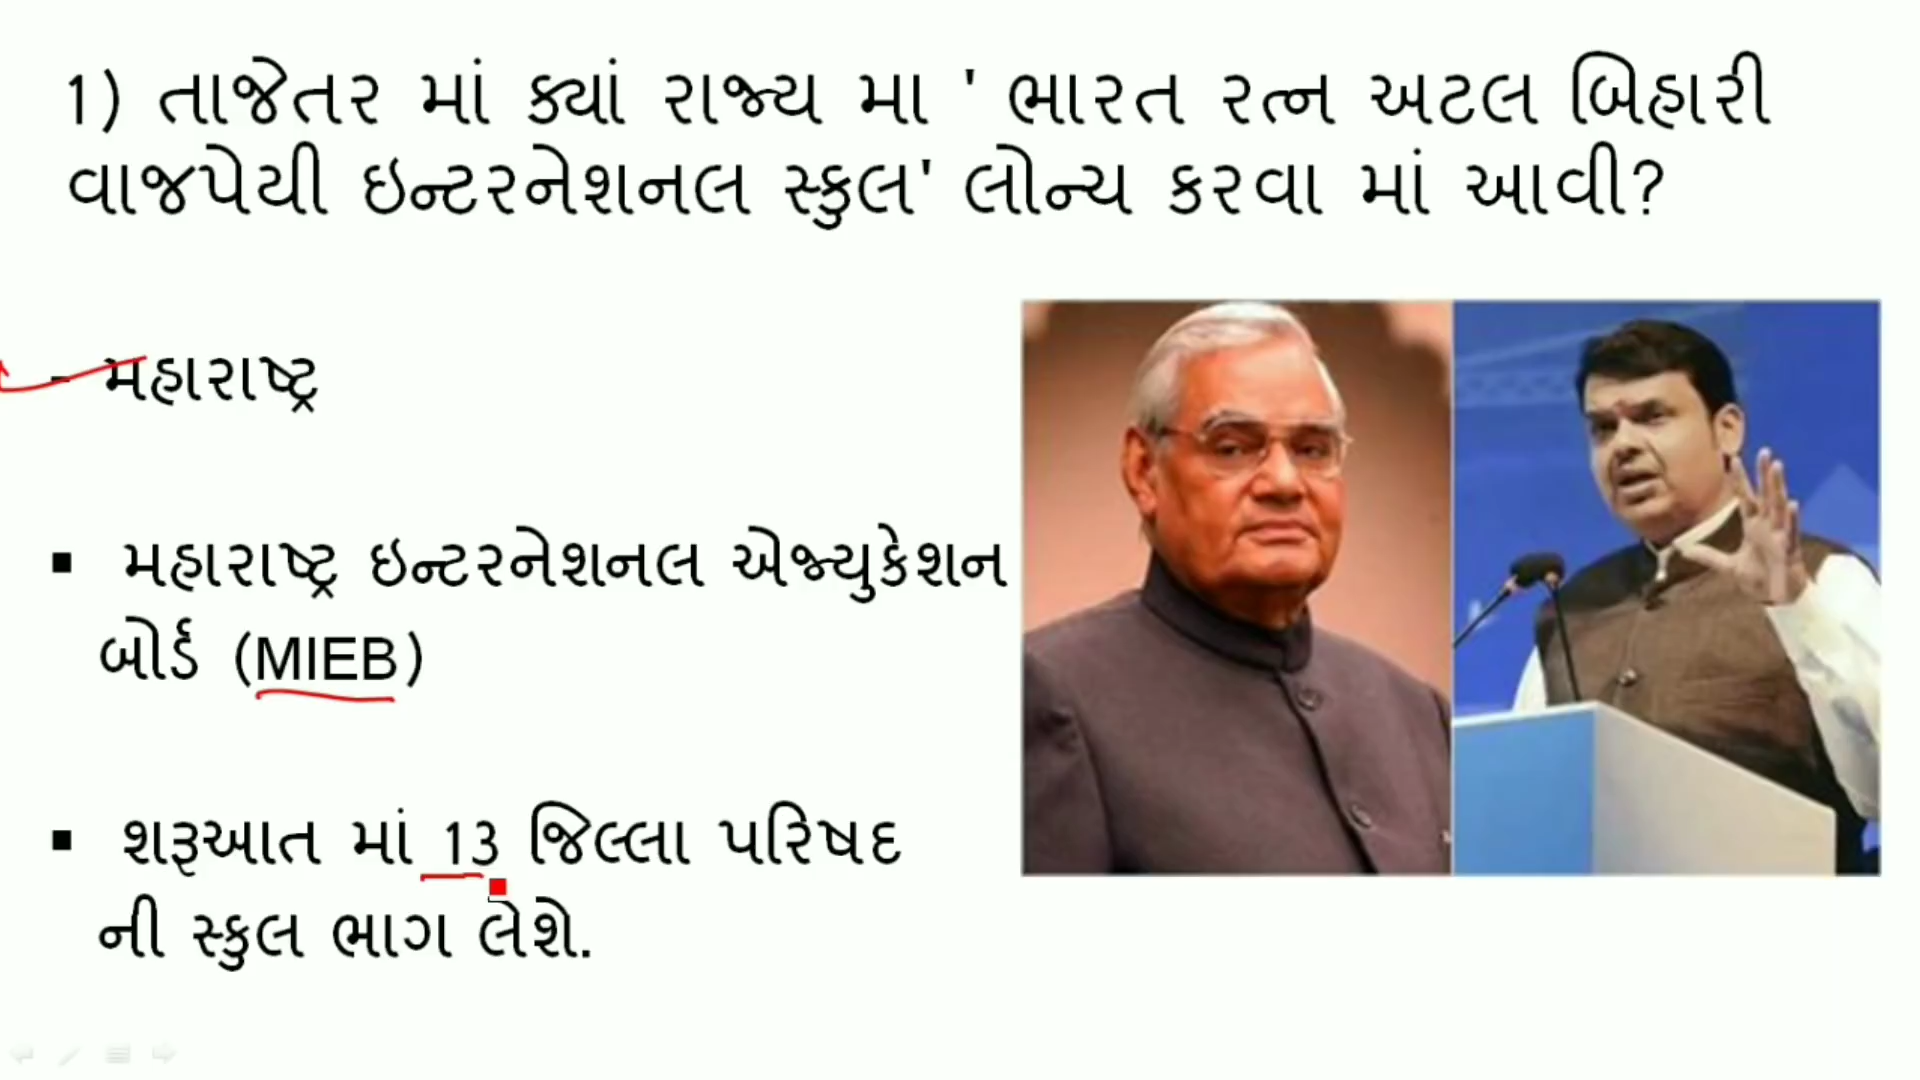 1) તાજેતર માં ક્યાં રાજ્ય મા ' ભારત રત્ન અટલ બિહારી
વાજપેયી ઇન્ટરનેશનલ સ્કુલ' લોન્ચ કરવા માં આવી?
- મહારાષ્ટ્ર
▪ મહારાષ્ટ્ર ઇન્ટરનેશનલ એજ્યુકેશન
બોર્ડ (MIEB)
▪ શરૂઆત માં 13 જિલ્લા પરિષદ
ની સ્કુલ ભાગ લેશે.